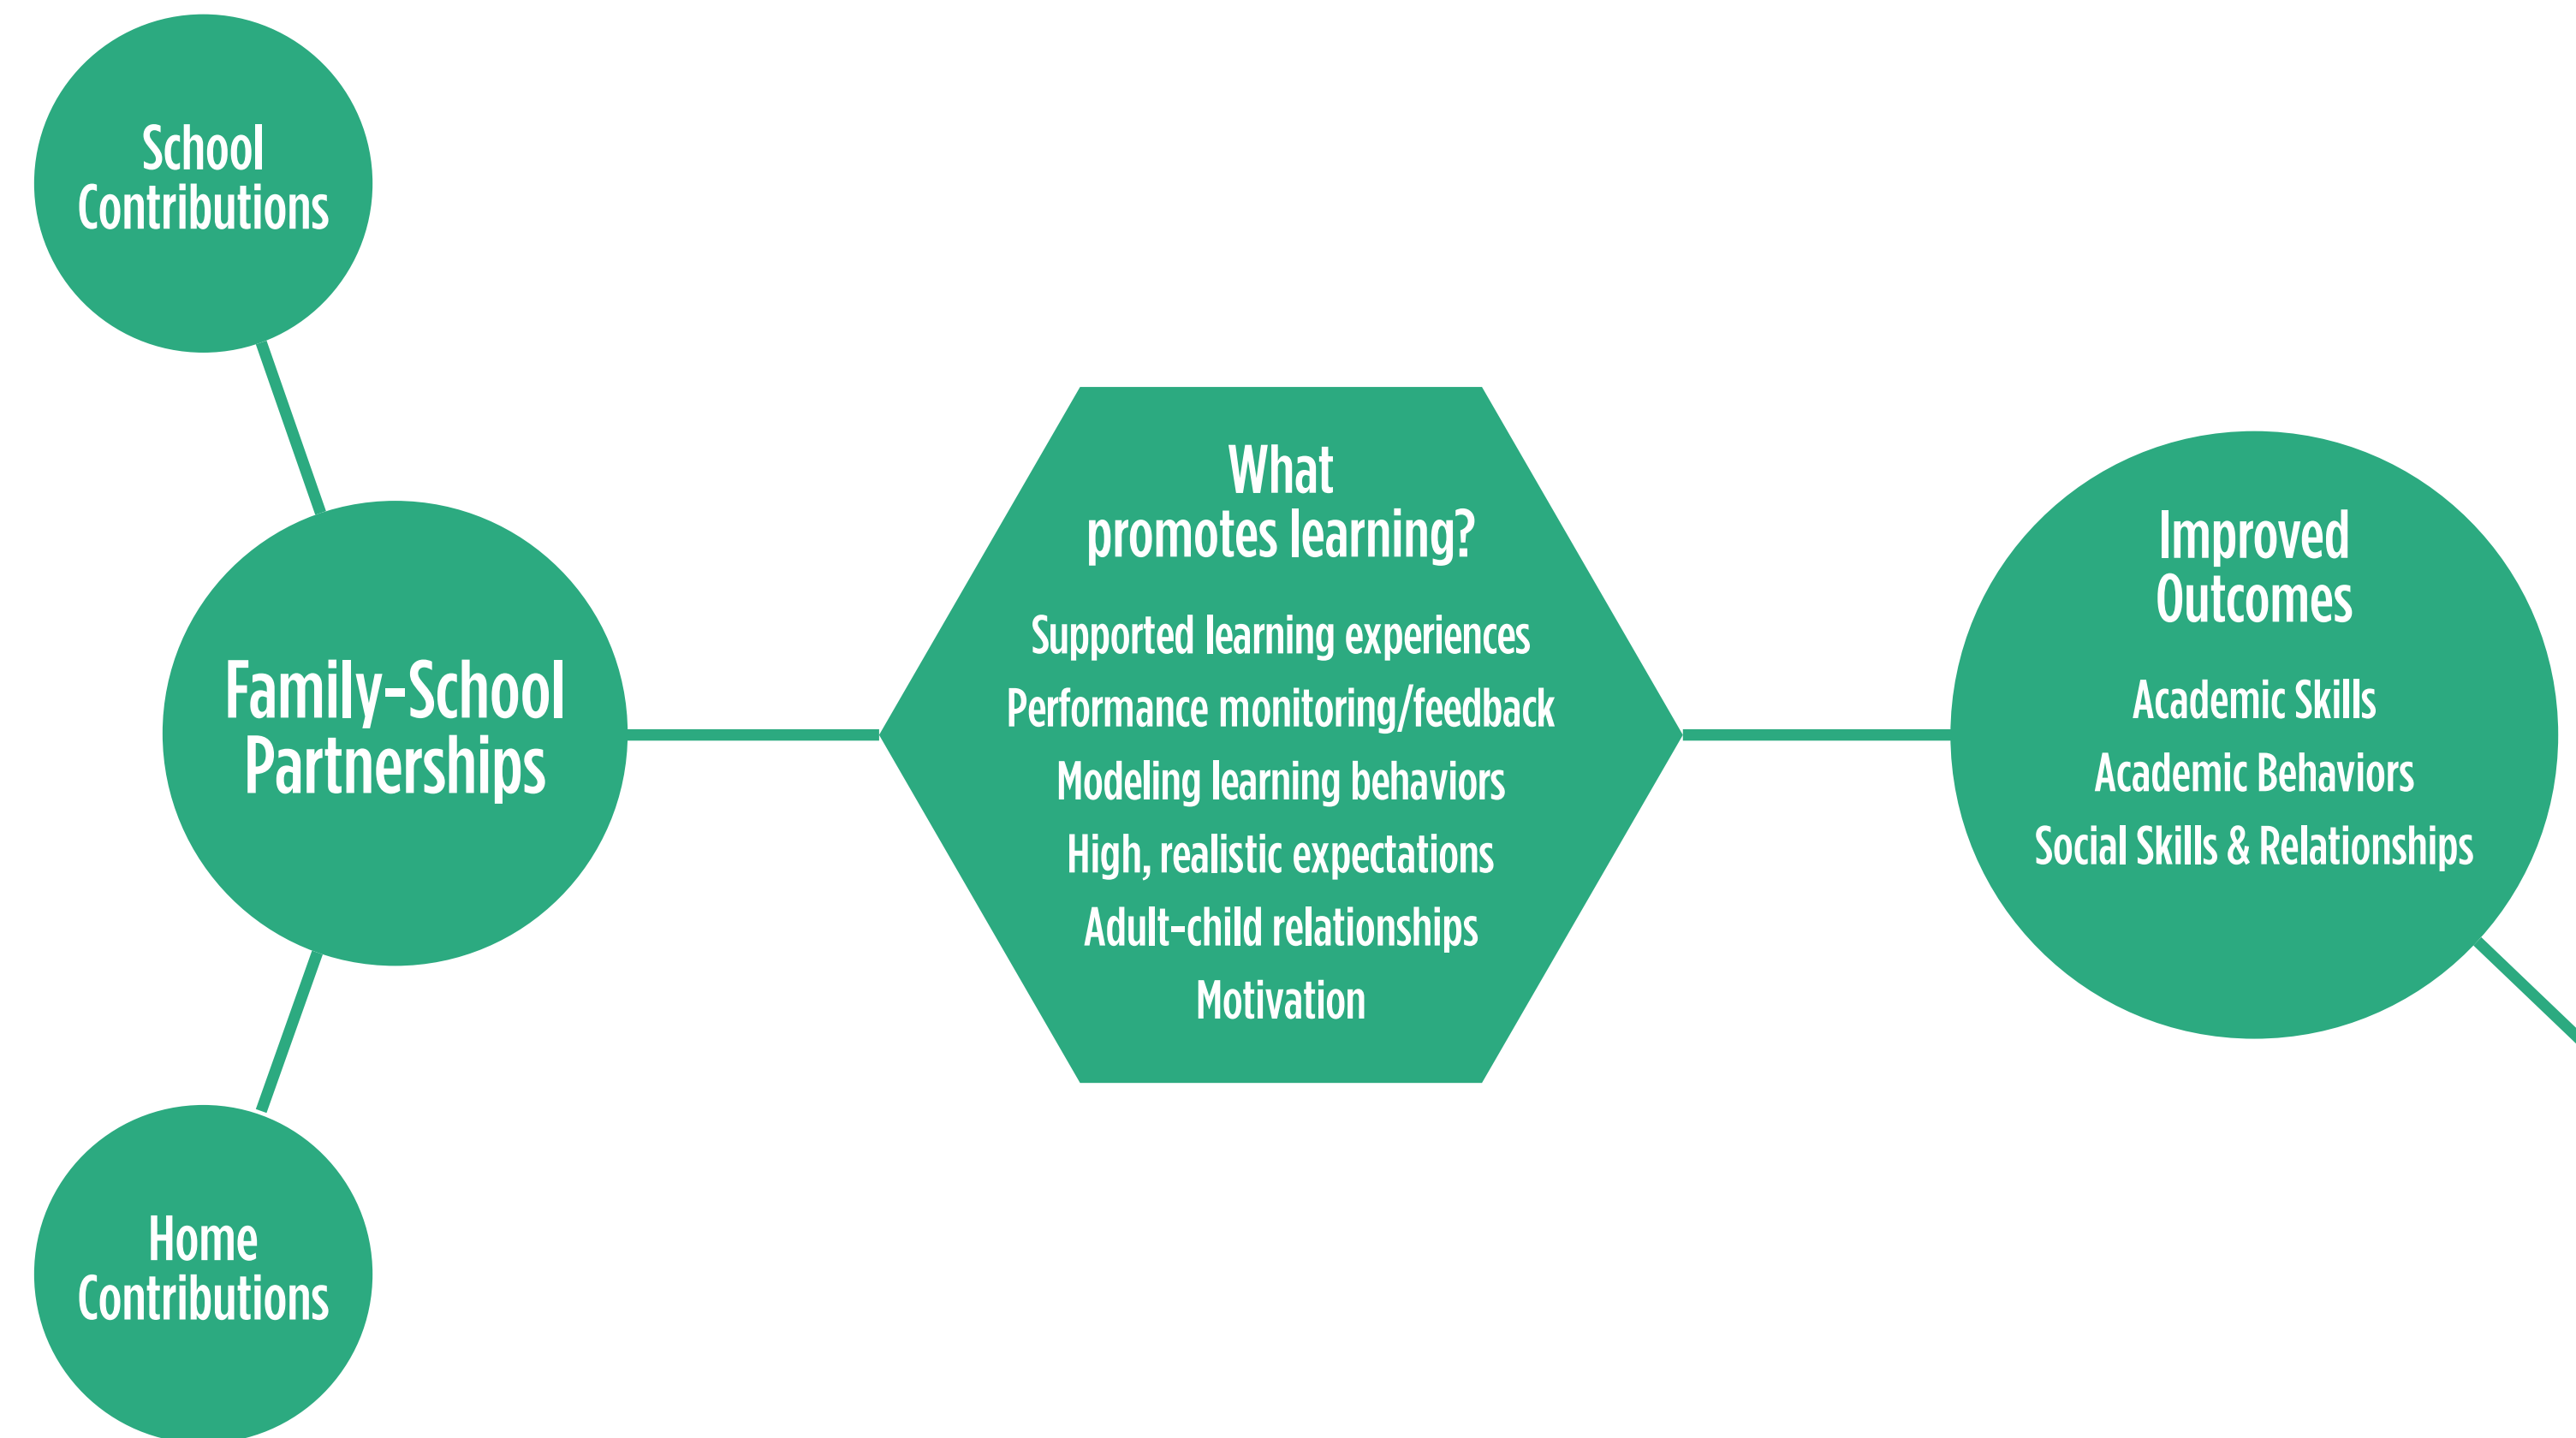 School
Contributions
Family-School
Partnerships
Home
Contributions
What
promotes learning?
Supported learning experiences
Performance monitoring/feedback
Modeling learning behaviors
High, realistic expectations
Adult-child relationships
Motivation
Improved
Outcomes
Academic Skills
Academic Behaviors
Social Skills & Relationships